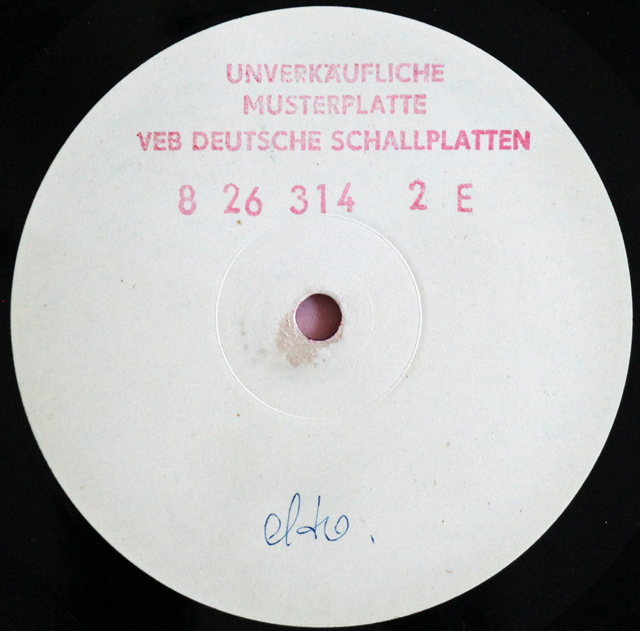 UNVERKÄUFLICHE
MUSTERPLATTE
VEB DEUTSCHE SCHALLPLATTEN
8 26 314 2 E